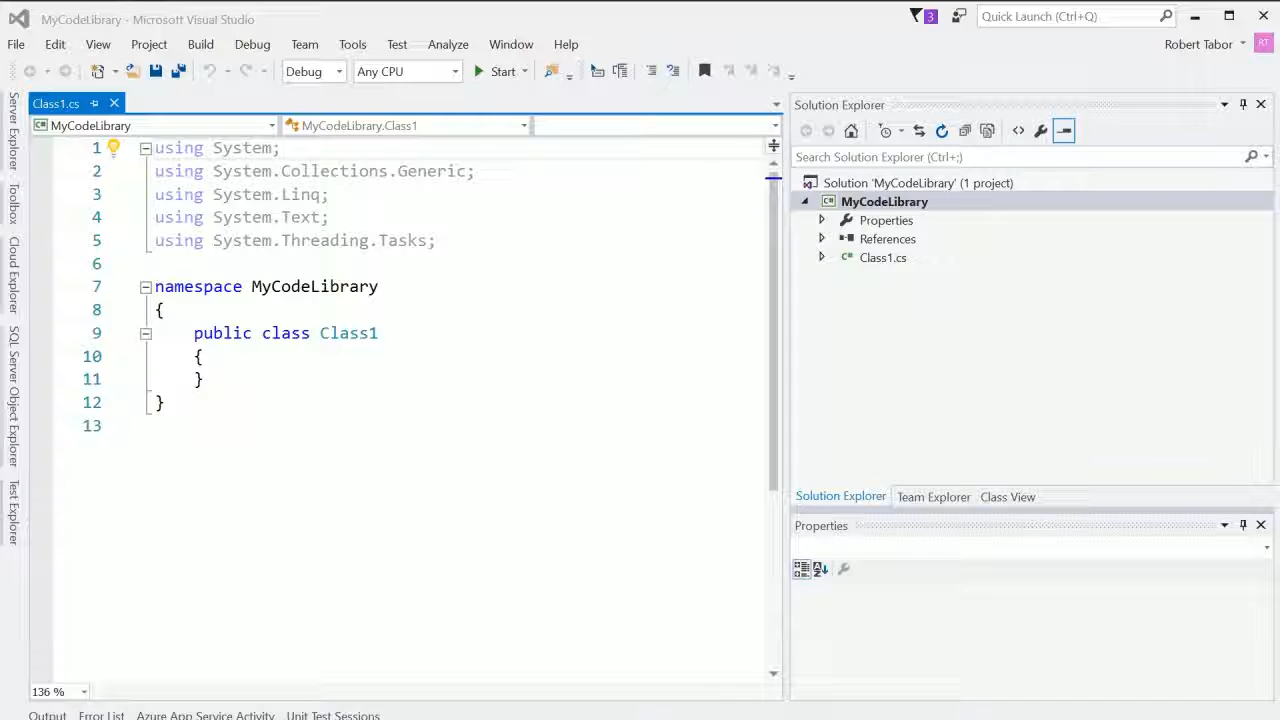 MyCodeLibrary - Microsoft Visual Studio
3
Quick Launch (Ctrl+Q)
File Edit View Project Build Debug Team Tools Test Analyze Window Help
Robert Tabor RT
Debug Any CPU Start
Server Explorer
Toolbox
Cloud Explorer
SQL Server Object Explorer
Test Explorer
Class1.cs
MyCodeLibrary MyCodeLibrary.Class1
1 using System;
2 using System.Collections.Generic;
3 using System.Linq;
4 using System.Text;
5 using System.Threading.Tasks;
6
7 namespace MyCodeLibrary
8 {
9 public class Class1
10 {
11 }
12 }
13
136 %
Solution Explorer
Search Solution Explorer (Ctrl+;)
Solution 'MyCodeLibrary' (1 project)
C# MyCodeLibrary
Properties
References
C# Class1.cs
Solution Explorer Team Explorer Class View
Properties
Output Error List Azure App Service Activity Unit Test Sessions